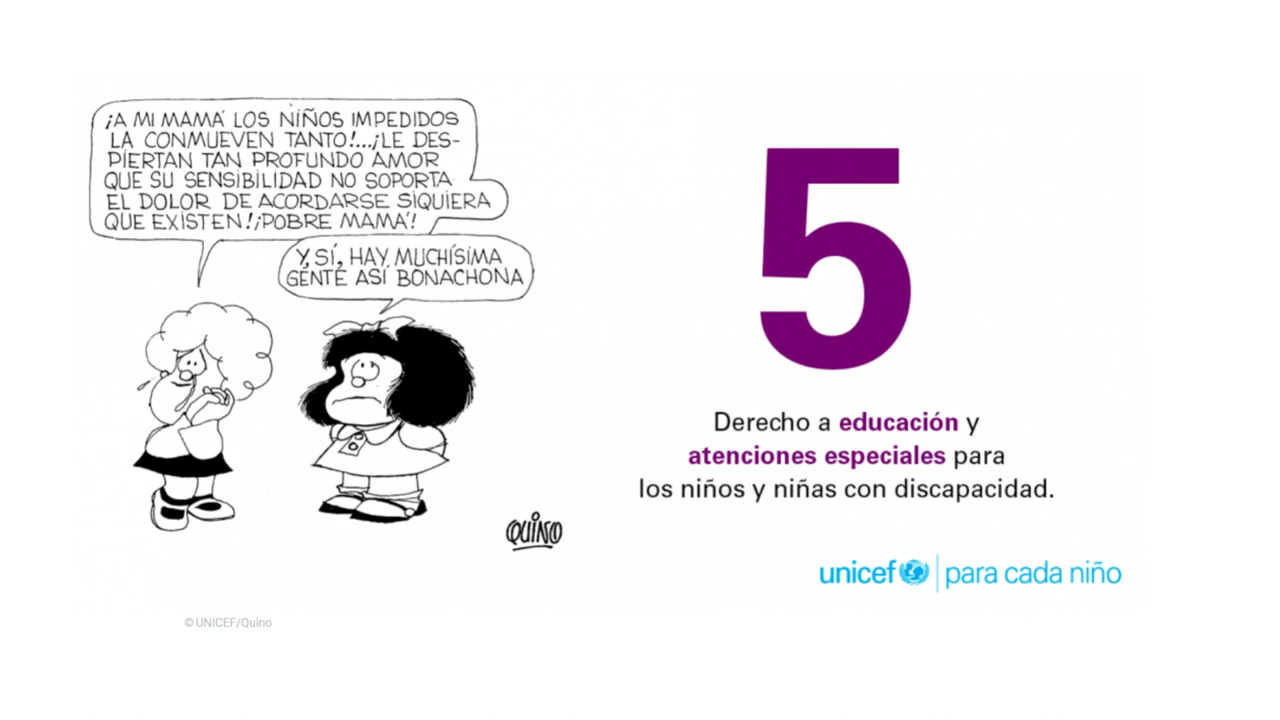 ¡A MI MAMÁ LOS NIÑOS IMPEDIDOS
LA CONMUEVEN TANTO!...¡LE DES-
PIERTAN TAN PROFUNDO AMOR
QUE SU SENSIBILIDAD NO SOPORTA
EL DOLOR DE ACORDARSE SIQUIERA
QUE EXISTEN!¡POBRE MAMÁ!
Y, SÍ, HAY MUCHÍSIMA
GENTE ASÍ BONACHONA
QUINO
© UNICEF/Quino
5
Derecho a educación y
atenciones especiales para
los niños y niñas con discapacidad.
unicef | para cada niño